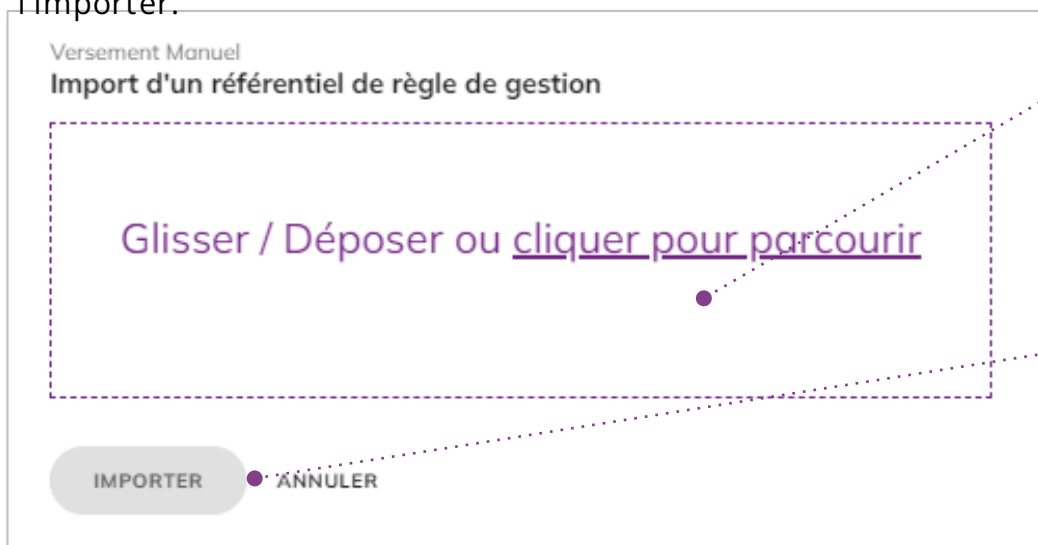 l'importer.
Versement Manuel
Import d'un référentiel de règle de gestion
Glisser / Déposer ou cliquer pour parcourir
IMPORTER ANNULER